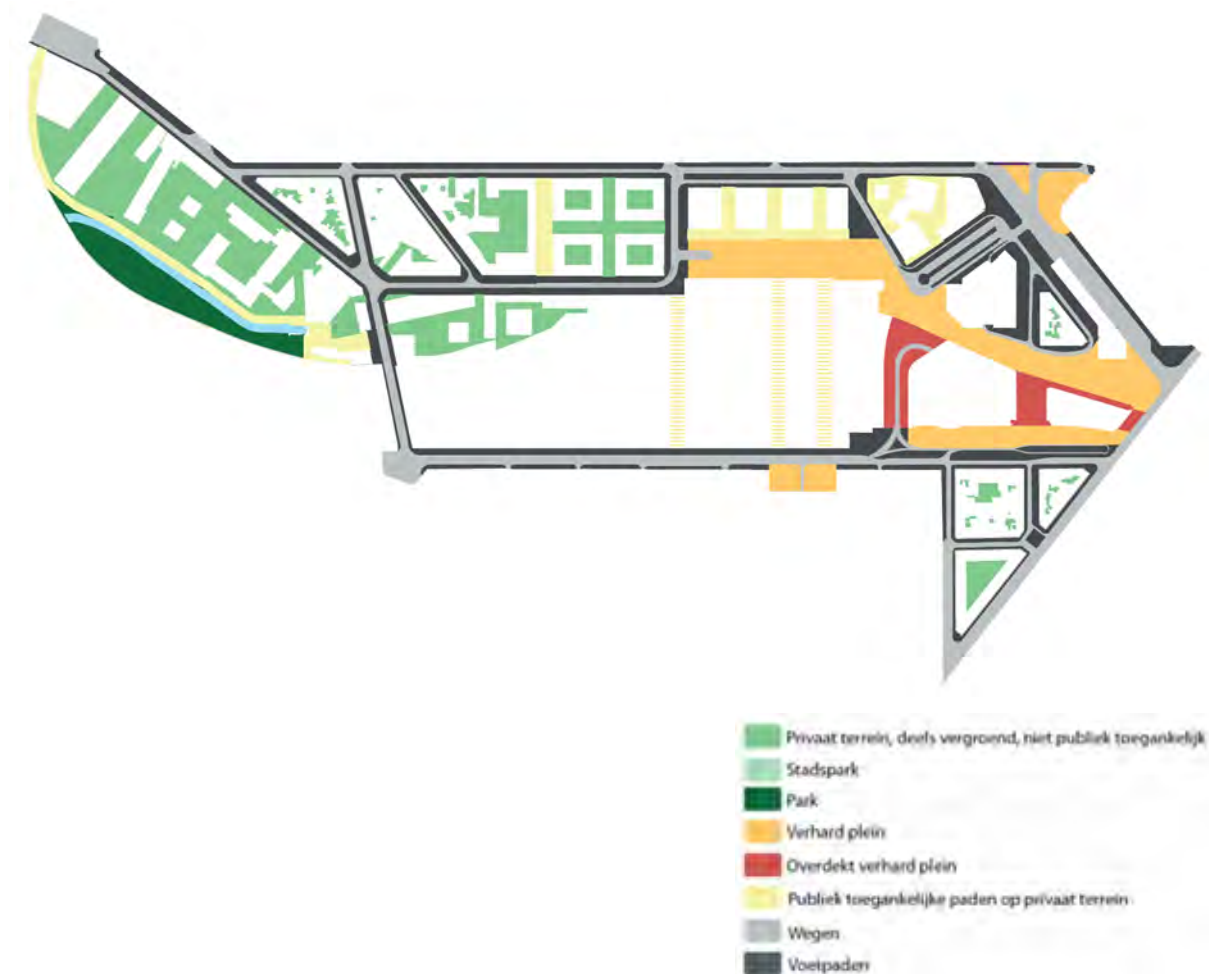 Privaat terrein, deels vergroend, niet publiek toegankelijk
Stadspark
Park
Verhard plein
Overdekt verhard plein
Publiek toegankelijke paden op privaat terrein
Wegen
Voetpaden